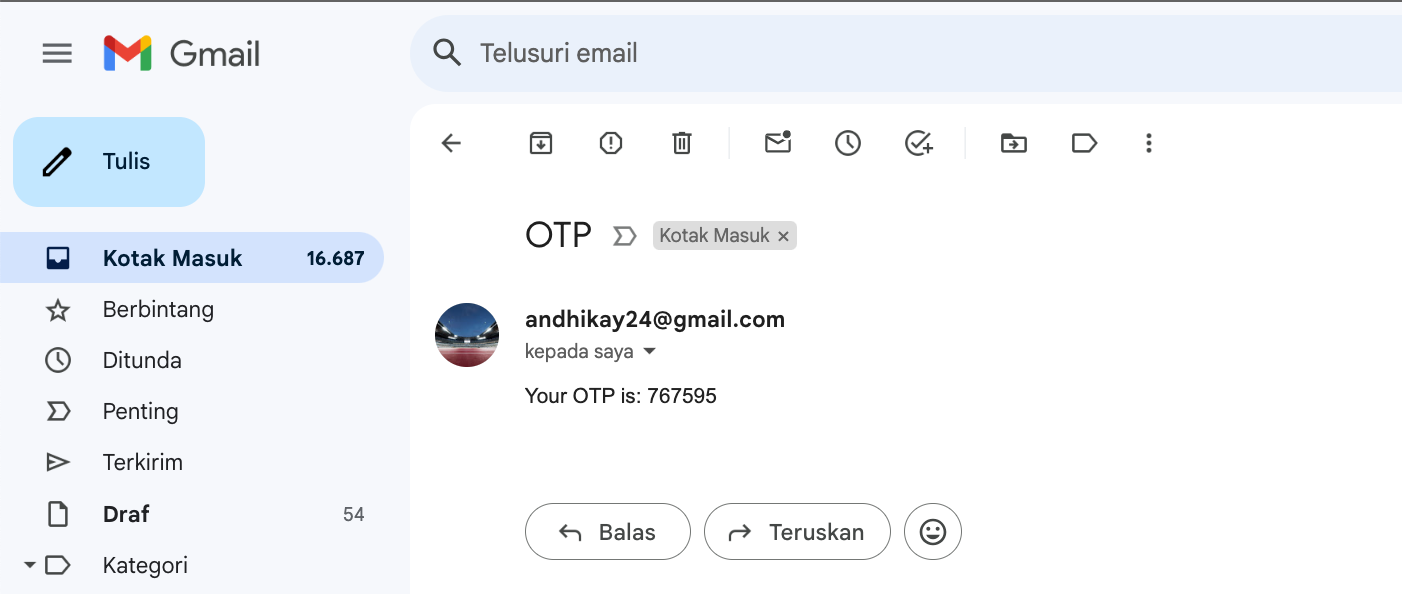 Gmail
Telusuri email
Tulis
Kotak Masuk 16.687
Berbintang
Ditunda
Penting
Terkirim
Draf 54
Kategori
OTP Kotak Masuk ×
andhikay24@gmail.com
kepada saya
Your OTP is: 767595
Balas Teruskan